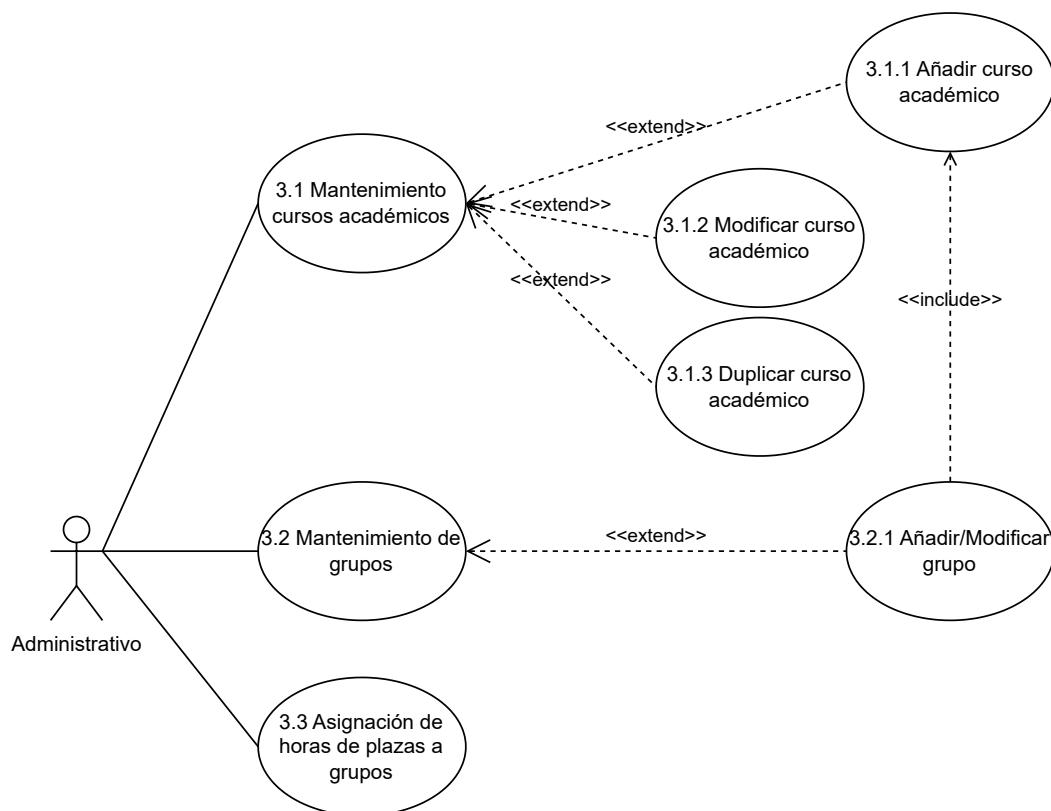 3.1.1 Añadir curso
académico
<<extend>>
3.1 Mantenimiento
cursos académicos
<<extend>>
3.1.2 Modificar curso
académico
<<extend>>
<<include>>
3.1.3 Duplicar curso
académico
3.2 Mantenimiento de
grupos
<<extend>>
3.2.1 Añadir/Modificar
grupo
Administrativo
3.3 Asignación de
horas de plazas a
grupos